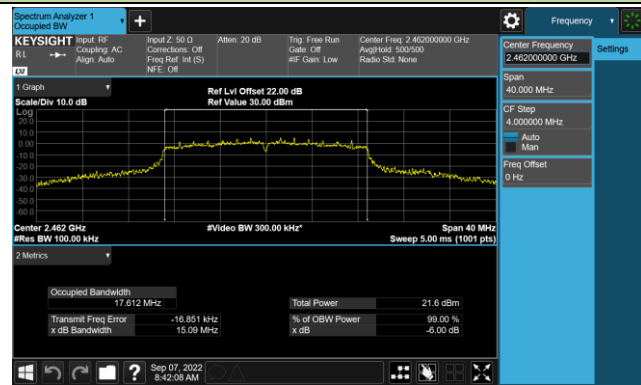 Spectrum Analyzer 1
Occupied BW
Frequency
KEYSIGHT
RL
Input: RF
Coupling: AC
Align: Auto
Input Z: 50 Ω
Corrections: Off
Freq Ref: Int (S)
NFE: Off
Atten: 20 dB
Trig: Free Run
Gate: Off
#IF Gain: Low
Center Freq: 2.462000000 GHz
Avg|Hold: 500/500
Radio Std: None
LXI
Center Frequency
2.462000000 GHz
Settings
Span
40.000 MHz
CF Step
4.000000 MHz
Auto
Man
Freq Offset
0 Hz
1 Graph
Scale/Div 10.0 dB
Ref Lvl Offset 22.00 dB
Ref Value 30.00 dBm
Log
20.0
10.0
0.00
-10.0
-20.0
-30.0
-40.0
-50.0
-60.0
Center 2.462 GHz
#Res BW 100.00 kHz
#Video BW 300.00 kHz*
Span 40 MHz
Sweep 5.00 ms (1001 pts)
2 Metrics
Occupied Bandwidth
17.612 MHz
Total Power 21.6 dBm
Transmit Freq Error -16.851 kHz
% of OBW Power 99.00 %
x dB Bandwidth 15.09 MHz
x dB -6.00 dB
?
Sep 07, 2022
8:42:08 AM